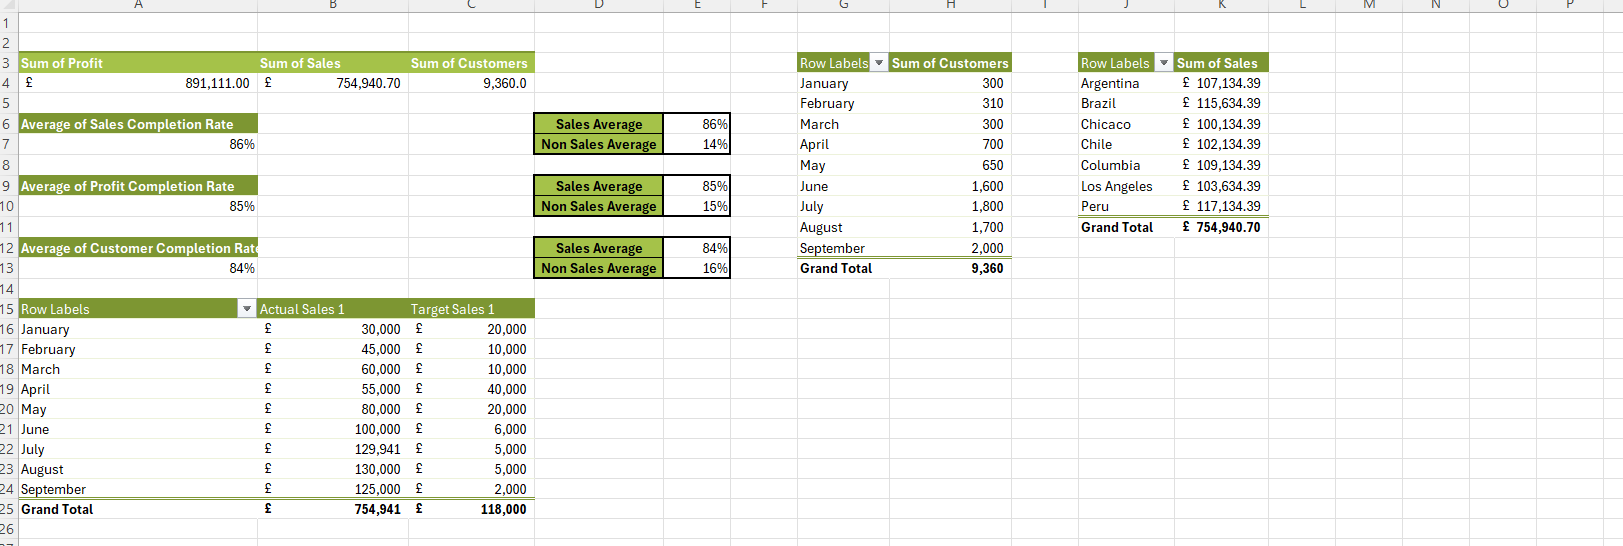 A B C D E F G H I J K L M N O P
1
2
3 Sum of Profit Sum of Sales Sum of Customers Row Labels Sum of Customers Row Labels Sum of Sales
4 £ 891,111.00 £ 754,940.70 9,360.0 January 300 Argentina £ 107,134.39
5 February 310 Brazil £ 115,634.39
6 Average of Sales Completion Rate Sales Average 86% March 300 Chicaco £ 100,134.39
7 86% Non Sales Average 14% April 700 Chile £ 102,134.39
8 May 650 Columbia £ 109,134.39
9 Average of Profit Completion Rate Sales Average 85% June 1,600 Los Angeles £ 103,634.39
10 85% Non Sales Average 15% July 1,800 Peru £ 117,134.39
11 August 1,700 Grand Total £ 754,940.70
12 Average of Customer Completion Rate Sales Average 84% September 2,000
13 84% Non Sales Average 16% Grand Total 9,360
14
15 Row Labels Actual Sales 1 Target Sales 1
16 January £ 30,000 £ 20,000
17 February £ 45,000 £ 10,000
18 March £ 60,000 £ 10,000
19 April £ 55,000 £ 40,000
20 May £ 80,000 £ 20,000
21 June £ 100,000 £ 6,000
22 July £ 129,941 £ 5,000
23 August £ 130,000 £ 5,000
24 September £ 125,000 £ 2,000
25 Grand Total £ 754,941 £ 118,000
26